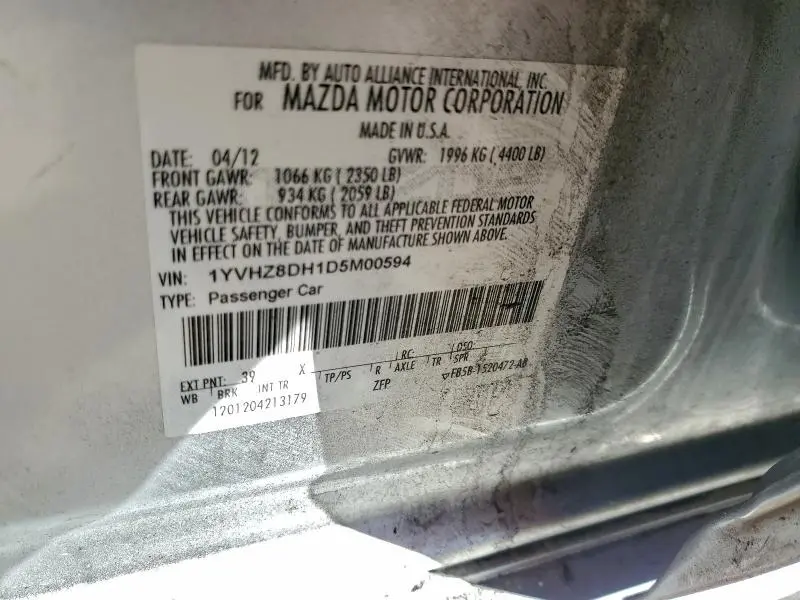 MFD. BY AUTO ALLIANCE INTERNATIONAL, INC.
FOR MAZDA MOTOR CORPORATION
MADE IN U.S.A.
DATE: 04/12 GVWR: 1996 KG ( 4400 LB)
FRONT GAWR: 1066 KG ( 2350 LB)
REAR GAWR: 934 KG ( 2059 LB)
THIS VEHICLE CONFORMS TO ALL APPLICABLE FEDERAL MOTOR
VEHICLE SAFETY, BUMPER, AND THEFT PREVENTION STANDARDS
IN EFFECT ON THE DATE OF MANUFACTURE SHOWN ABOVE.
VIN: 1YVHZ8DH1D5M00594
TYPE: Passenger Car
EXT PNT: 39 X RC: DSO:
WB BRK INT TR TP/PS R AXLE TR SPR
ZFP FB5B-1520472-AB
1201204213179